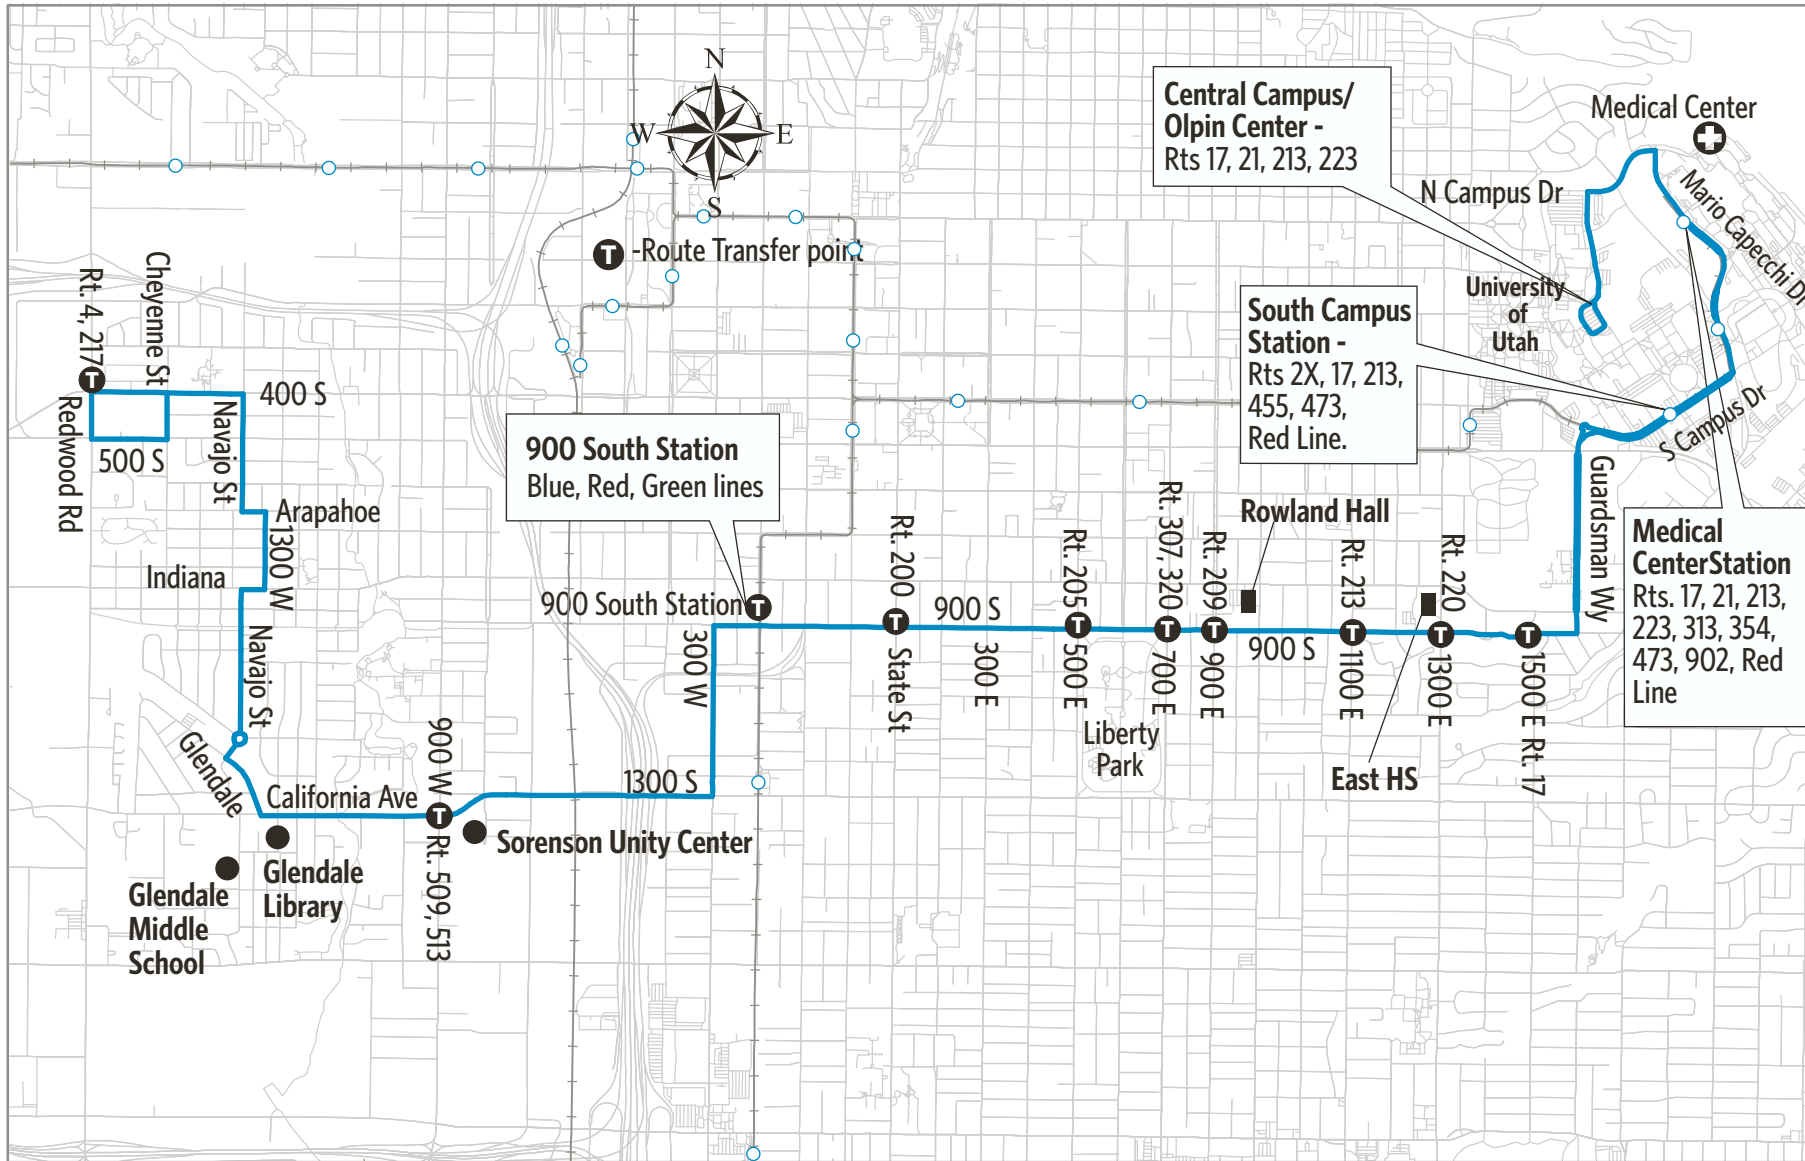 N
W
E
S
-Route Transfer point
Central Campus/
Olpin Center -
Rts 17, 21, 213, 223
Medical Center
N Campus Dr
Mario Capecchi Dr
University
of
Utah
South Campus
Station -
Rts 2X, 17, 213,
455, 473,
Red Line.
S Campus Dr
Guardsman Wy
Medical
CenterStation
Rts. 17, 21, 213,
223, 313, 354,
473, 902, Red
Line
T
Rt. 4, 217
T
Cheyenne St
400 S
Redwood Rd
500 S
Navajo St
Arapahoe
1300 W
Indiana
Navajo St
Glendale
California Ave
900 W
T
Rt. 509, 513
Glendale
Library
Glendale
Middle
School
Sorenson Unity Center
1300 S
300 W
900 South Station
Blue, Red, Green lines
900 South Station
T
Rt. 200
T
State St
900 S
300 E
Rt. 205
T
500 E
Liberty
Park
Rt. 307, 320
T
700 E
Rt. 209
T
900 E
Rowland Hall
900 S
Rt. 213
T
1100 E
East HS
Rt. 220
T
1300 E
T
1500 E Rt. 17